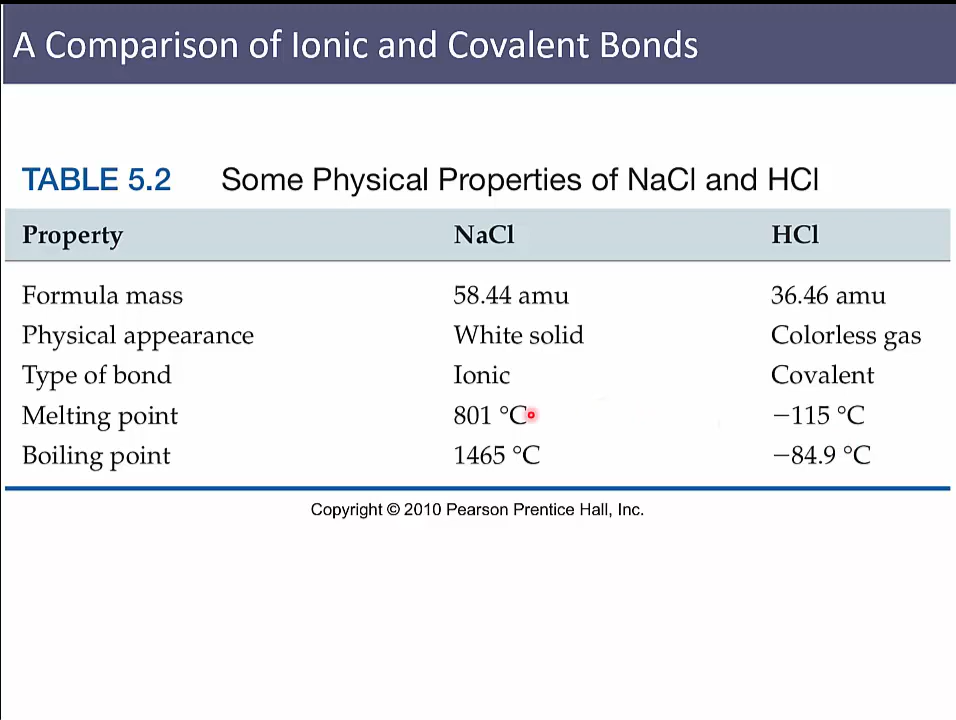 A Comparison of Ionic and Covalent Bonds
TABLE 5.2 Some Physical Properties of NaCl and HCl
Property NaCl HCl
Formula mass 58.44 amu 36.46 amu
Physical appearance White solid Colorless gas
Type of bond Ionic Covalent
Melting point 801 °C −115 °C
Boiling point 1465 °C −84.9 °C
Copyright © 2010 Pearson Prentice Hall, Inc.